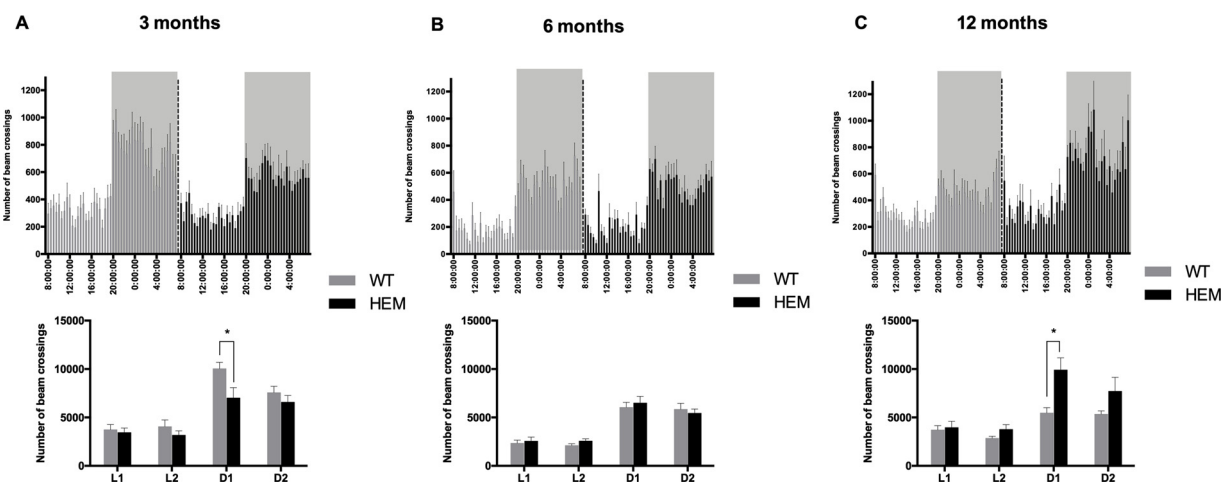 A
3 months
Number of beam crossings
1200
1000
800
600
400
200
0
8:00:00
12:00:00
16:00:00
20:00:00
0:00:00
4:00:00
8:00:00
12:00:00
16:00:00
20:00:00
0:00:00
4:00:00
WT
HEM
Number of beam crossings
15000
10000
5000
0
*
L1
L2
D1
D2
B
6 months
Number of beam crossings
1200
1000
800
600
400
200
0
8:00:00
12:00:00
16:00:00
20:00:00
0:00:00
4:00:00
8:00:00
12:00:00
16:00:00
20:00:00
0:00:00
4:00:00
WT
HEM
Number of beam crossings
15000
10000
5000
0
L1
L2
D1
D2
C
12 months
Number of beam crossings
1200
1000
800
600
400
200
0
8:00:00
12:00:00
16:00:00
20:00:00
0:00:00
4:00:00
8:00:00
12:00:00
16:00:00
20:00:00
0:00:00
4:00:00
WT
HEM
Number of beam crossings
15000
10000
5000
0
*
L1
L2
D1
D2